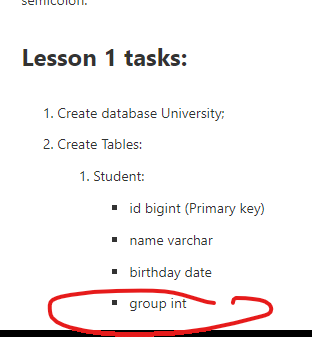 semicolon.
Lesson 1 tasks:
1. Create database University;
2. Create Tables:
1. Student:
▪ id bigint (Primary key)
▪ name varchar
▪ birthday date
▪ group int